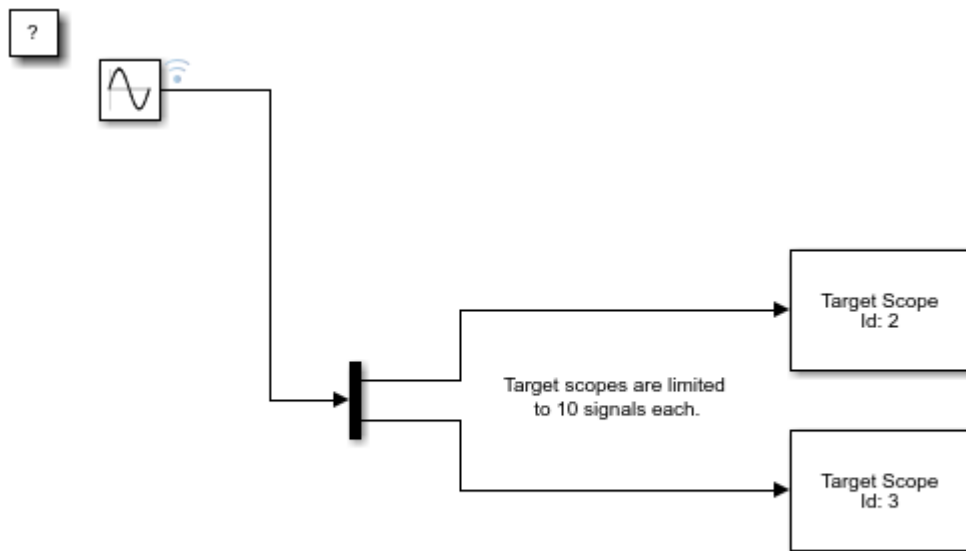 ?
Target Scope
Id: 2
Target scopes are limited
to 10 signals each.
Target Scope
Id: 3